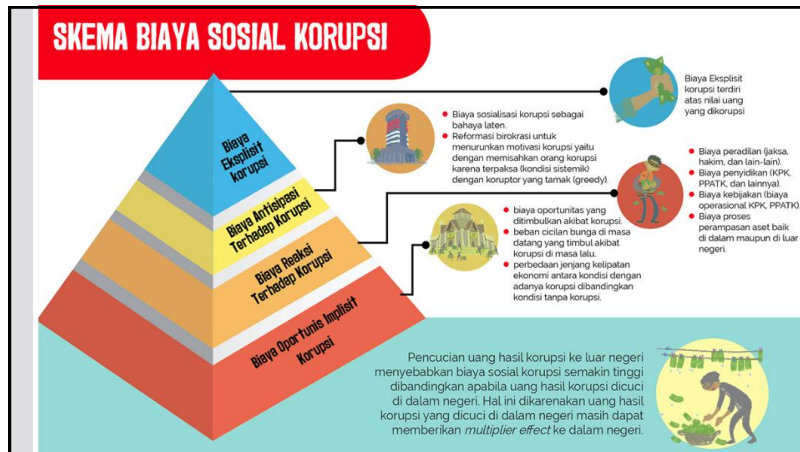 SKEMA BIAYA SOSIAL KORUPSI
Biaya
Eksplisit
korupsi
Biaya Antisipasi
Terhadap Korupsi
Biaya Reaksi
Terhadap Korupsi
Biaya Oportunis Implisit
Korupsi
Biaya Eksplisit
korupsi terdiri
atas nilai uang
yang dikorupsi
Biaya sosialisasi korupsi sebagai
bahaya laten.
Reformasi birokrasi untuk
menurunkan motivasi korupsi yaitu
dengan memisahkan orang korupsi
karena terpaksa (kondisi sistemik)
dengan koruptor yang tamak (greedy).
Biaya peradilan (jaksa,
hakim, dan lain-lain).
Biaya penyidikan (KPK,
PPATK, dan lainnya).
Biaya kebijakan (biaya
operasional KPK, PPATK).
Biaya proses
perampasan aset baik
di dalam maupun di luar
negeri.
biaya oportunitas yang
ditimbulkan akibat korupsi.
beban cicilan bunga di masa
datang yang timbul akibat
korupsi di masa lalu.
perbedaan jenjang kelipatan
ekonomi antara kondisi dengan
adanya korupsi dibandingkan
kondisi tanpa korupsi.
Pencucian uang hasil korupsi ke luar negeri
menyebabkan biaya sosial korupsi semakin tinggi
dibandingkan apabila uang hasil korupsi dicuci
di dalam negeri. Hal ini dikarenakan uang hasil
korupsi yang dicuci di dalam negeri masih dapat
memberikan multiplier effect ke dalam negeri.